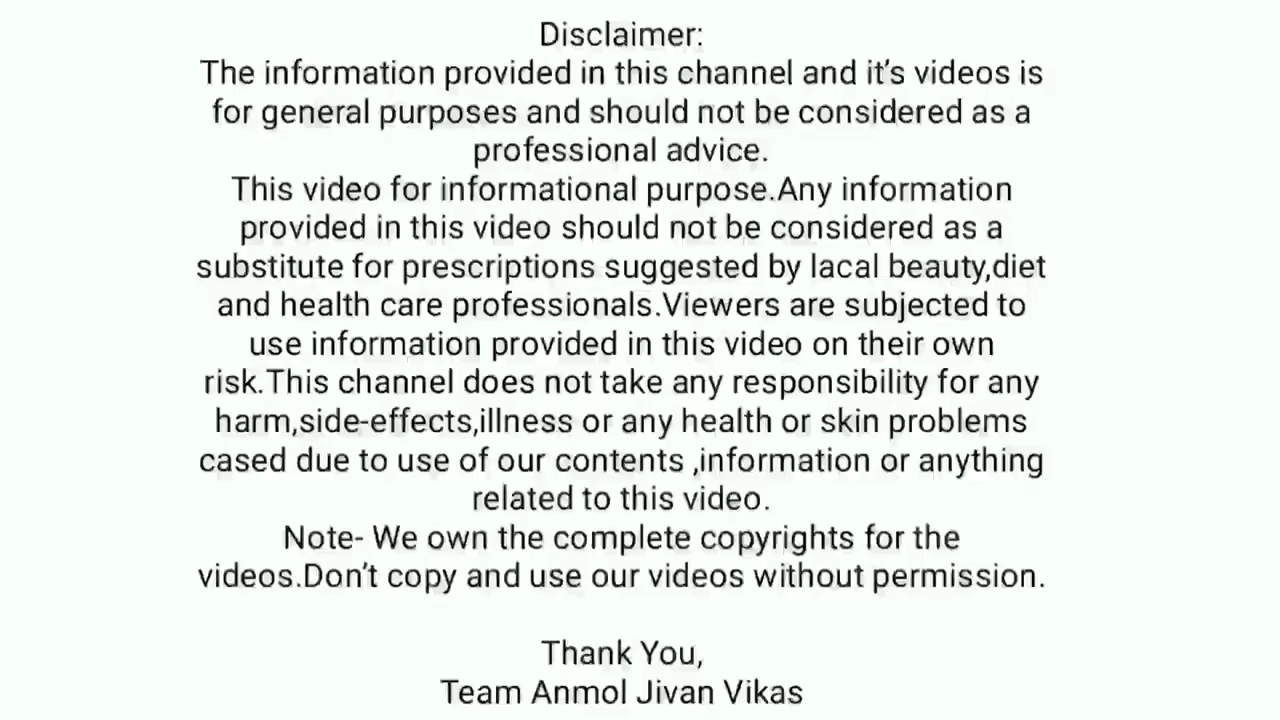 Disclaimer:
The information provided in this channel and it's videos is
for general purposes and should not be considered as a
professional advice.
This video for informational purpose.Any information
provided in this video should not be considered as a
substitute for prescriptions suggested by lacal beauty,diet
and health care professionals.Viewers are subjected to
use information provided in this video on their own
risk.This channel does not take any responsibility for any
harm,side-effects,illness or any health or skin problems
cased due to use of our contents ,information or anything
related to this video.
Note- We own the complete copyrights for the
videos.Don't copy and use our videos without permission.
Thank You,
Team Anmol Jivan Vikas